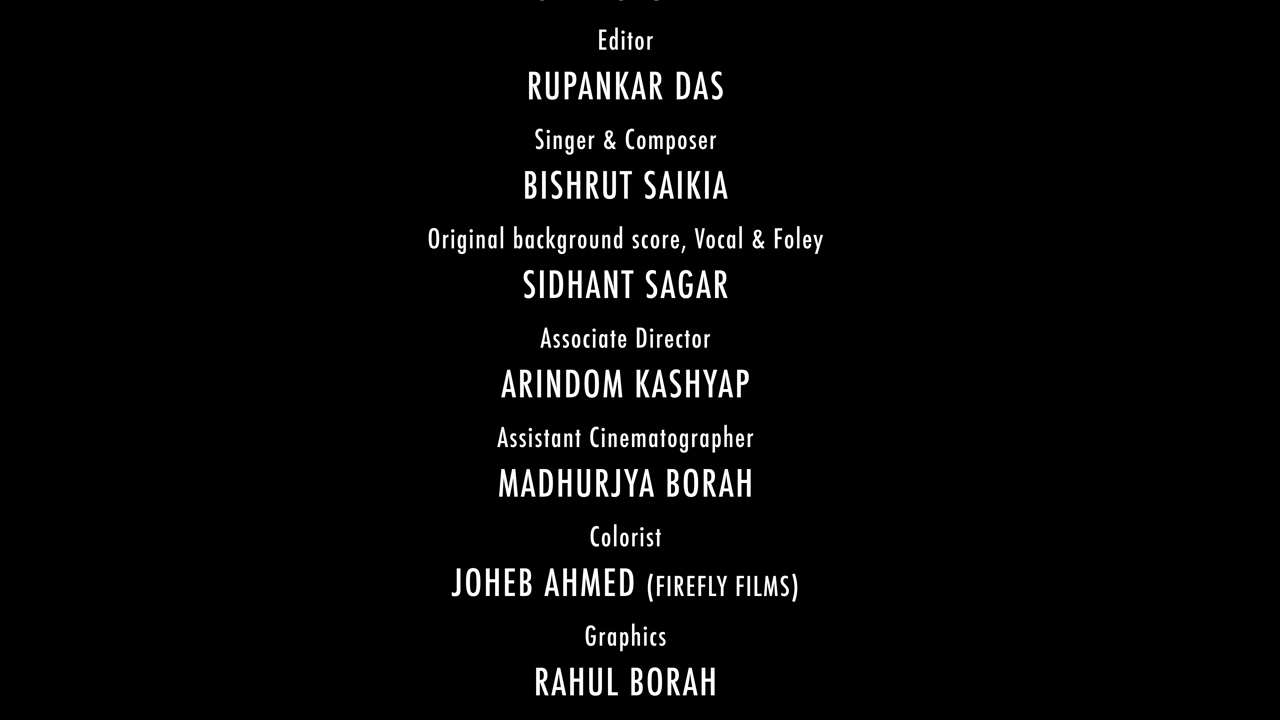 Editor
RUPANKAR DAS
Singer & Composer
BISHRUT SAIKIA
Original background score, Vocal & Foley
SIDHANT SAGAR
Associate Director
ARINDOM KASHYAP
Assistant Cinematographer
MADHURJYA BORAH
Colorist
JOHEB AHMED (FIREFLY FILMS)
Graphics
RAHUL BORAH